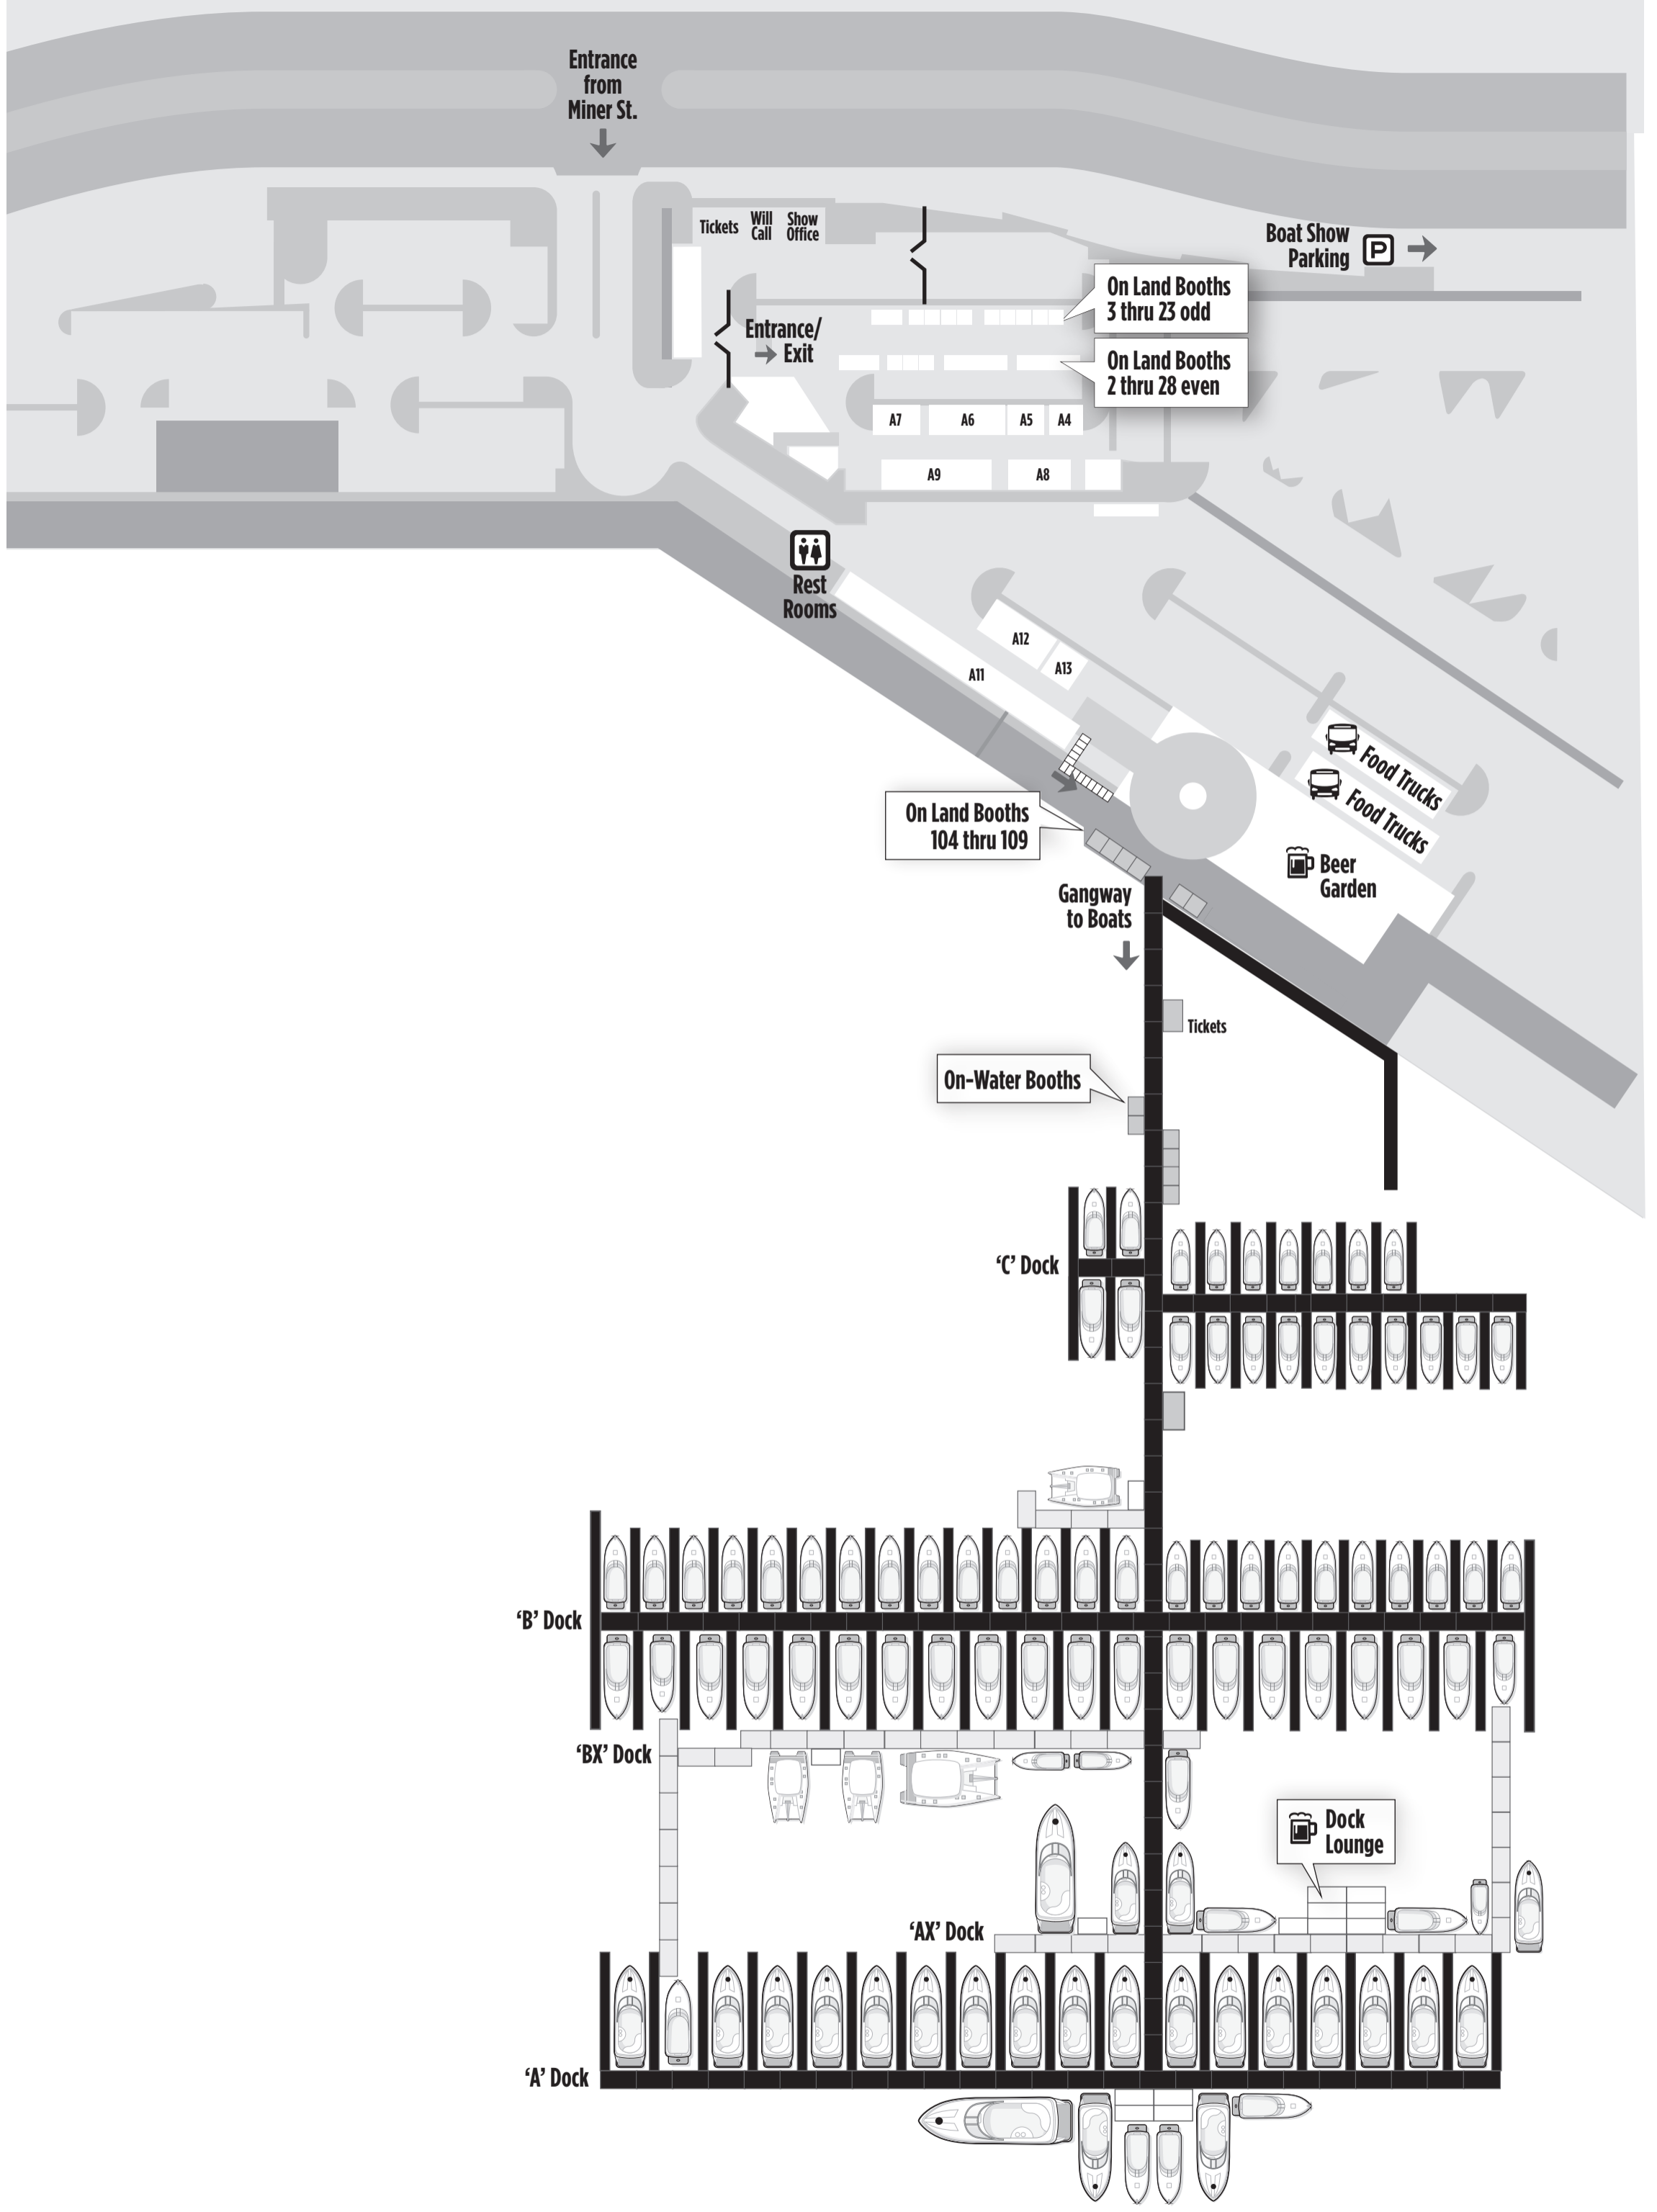 Entrance
from
Miner St.
Tickets
Will
Call
Show
Office
Boat Show
Parking
P
On Land Booths
3 thru 23 odd
Entrance/
Exit
On Land Booths
2 thru 28 even
A7
A6
A5
A4
A9
A8
Rest
Rooms
A12
A13
A11
Food Trucks
Food Trucks
On Land Booths
104 thru 109
Beer
Garden
Gangway
to Boats
Tickets
On-Water Booths
‘C’ Dock
‘B’ Dock
‘BX’ Dock
Dock
Lounge
‘AX’ Dock
‘A’ Dock